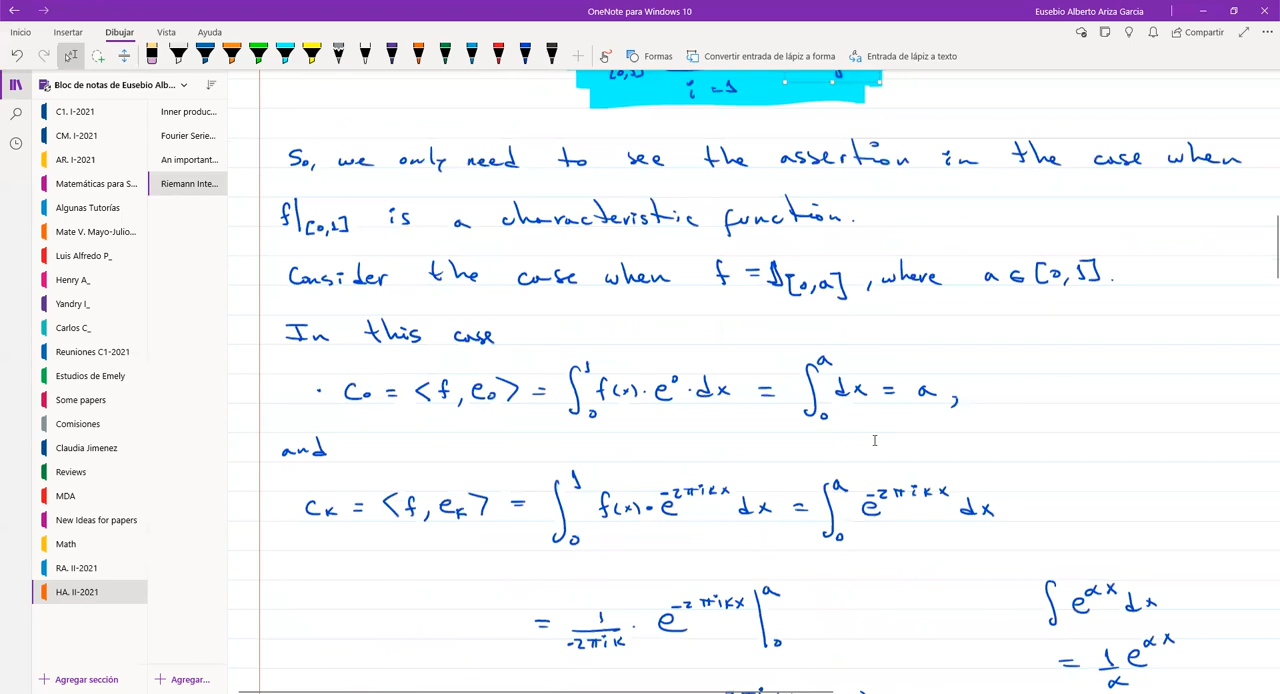 OneNote para Windows 10
Eusebio Alberto Ariza Garcia
Inicio Insertar Dibujar Vista Ayuda
Compartir
Formas Convertir entrada de lápiz a forma Entrada de lápiz a texto
Bloc de notas de Eusebio Alb...
C1. I-2021
CM. I-2021
AR. I-2021
Matemáticas para S...
Algunas Tutorías
Mate V. Mayo-Julio...
Luis Alfredo P_
Henry A_
Yandry I_
Carlos C_
Reuniones C1-2021
Estudios de Emely
Some papers
Comisiones
Claudia Jimenez
Reviews
MDA
New Ideas for papers
Math
RA. II-2021
HA. II-2021
Agregar sección
Inner produc...
Fourier Serie...
An important...
Riemann Inte...
Agregar...
[0,1]
i = 1
So, we only need to see the assertion in the case when
f|[0,1] is a characteristic function.
Consider the case when f = 𝟙[0,a], where a ∈ [0,1].
In this case
· c₀ = <f, e₀> = ∫₀¹ f(x)·e⁰·dx = ∫₀ᵃ dx = a,
and
c_k = <f, e_k> = ∫₀¹ f(x)·e^{-2πikx} dx = ∫₀ᵃ e^{-2πikx} dx
= 1/(-2πik) · e^{-2πikx} |₀ᵃ
∫ e^{αx} dx
= 1/α e^{αx}